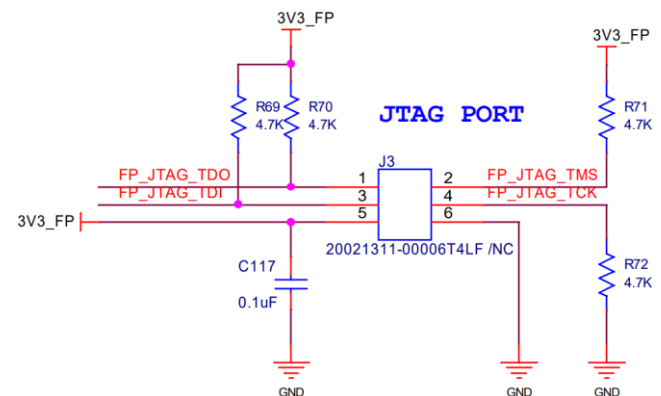 3V3_FP
3V3_FP
R69
4.7K
R70
4.7K
JTAG PORT
R71
4.7K
J3
FP_JTAG_TDO
1
2
FP_JTAG_TMS
FP_JTAG_TDI
3
4
FP_JTAG_TCK
3V3_FP
5
6
20021311-00006T4LF /NC
C117
0.1uF
R72
4.7K
GND
GND
GND